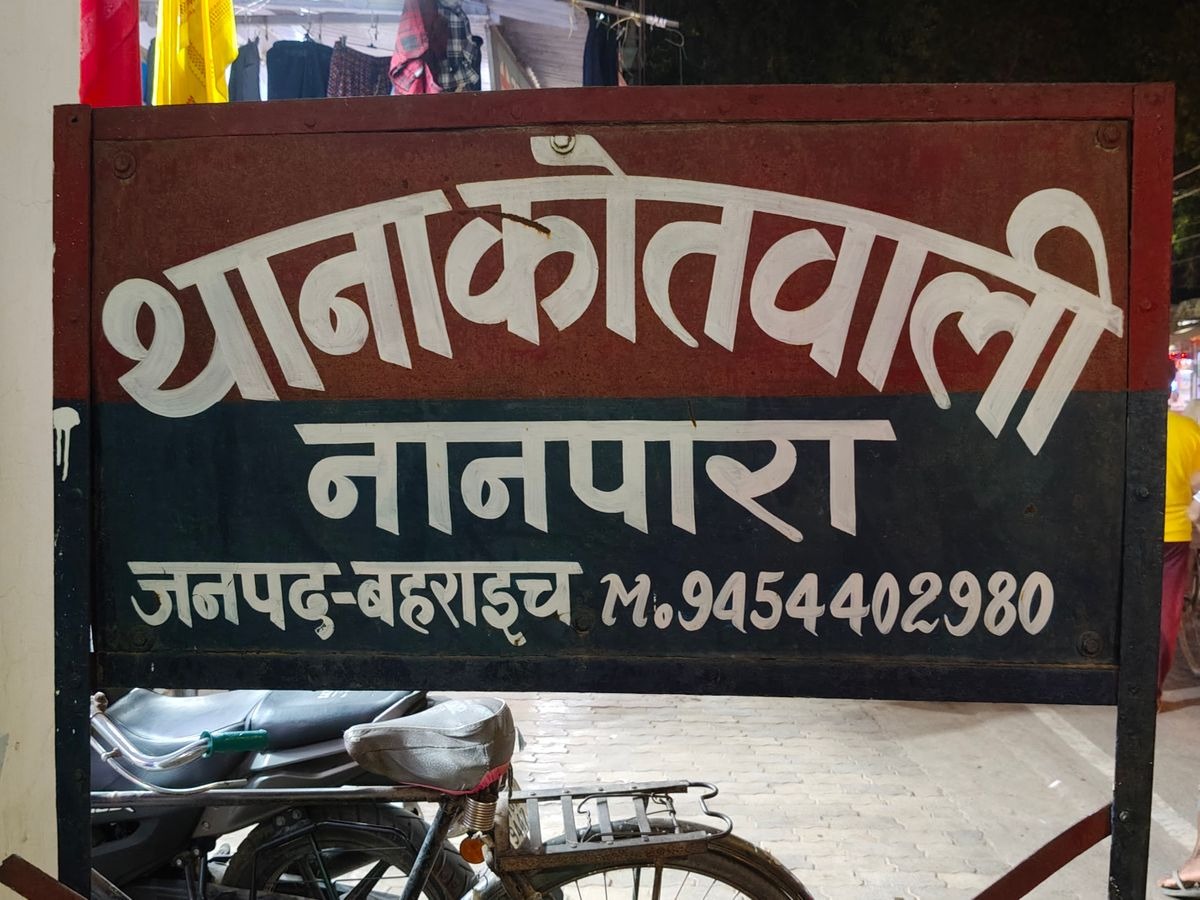 थाना कोतवाली
नानपारा
जनपद-बहराइच M.9454402980